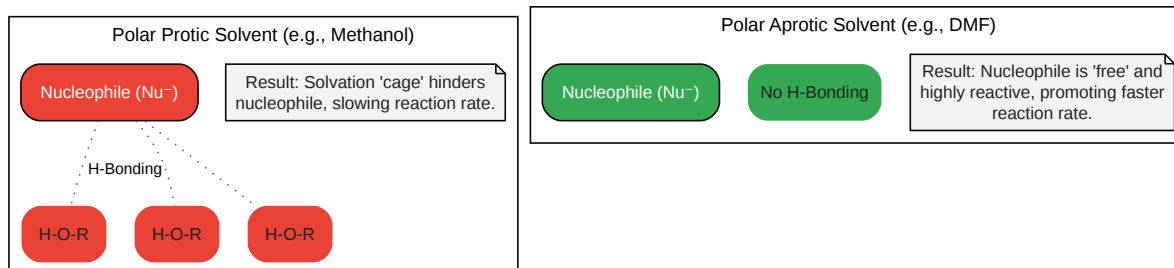 Polar Protic Solvent (e.g., Methanol)
Nucleophile (Nu⁻)
Result: Solvation 'cage' hinders
nucleophile, slowing reaction rate.
H-Bonding
H-O-R
H-O-R
H-O-R
Polar Aprotic Solvent (e.g., DMF)
Nucleophile (Nu⁻)
No H-Bonding
Result: Nucleophile is 'free' and
highly reactive, promoting faster
reaction rate.